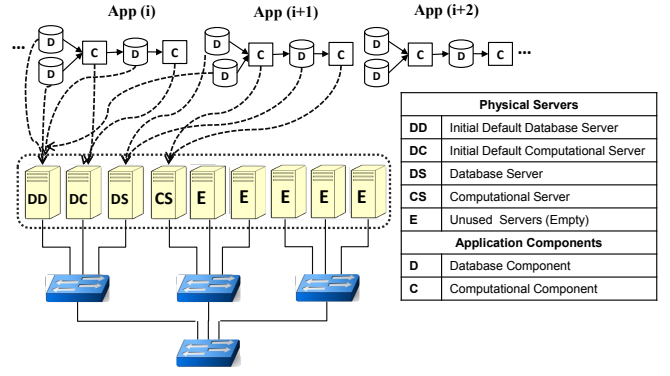 App (i) App (i+1) App (i+2)
... D C D C D C D C D C D C ...
D D D
DD DC DS CS E E E E E
Physical Servers
DD Initial Default Database Server
DC Initial Default Computational Server
DS Database Server
CS Computational Server
E Unused Servers (Empty)
Application Components
D Database Component
C Computational Component